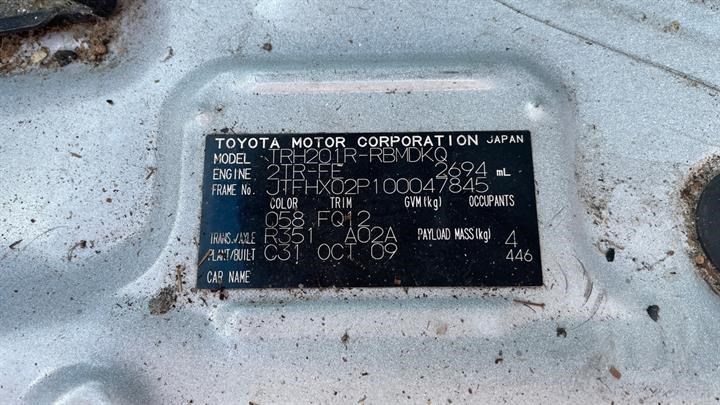 TOYOTA MOTOR CORPORATION JAPAN
MODEL TRH201R-RBMDKQ
ENGINE 2TR-FE 2694 mL
FRAME No. JTFHX02P100047845
COLOR TRIM GVM(kg) OCCUPANTS
058 FQ12
TRANS./AXLE R351 A02A PAYLOAD MASS(kg) 4
PLANT/BUILT C31 OCT 09 446
CAR NAME